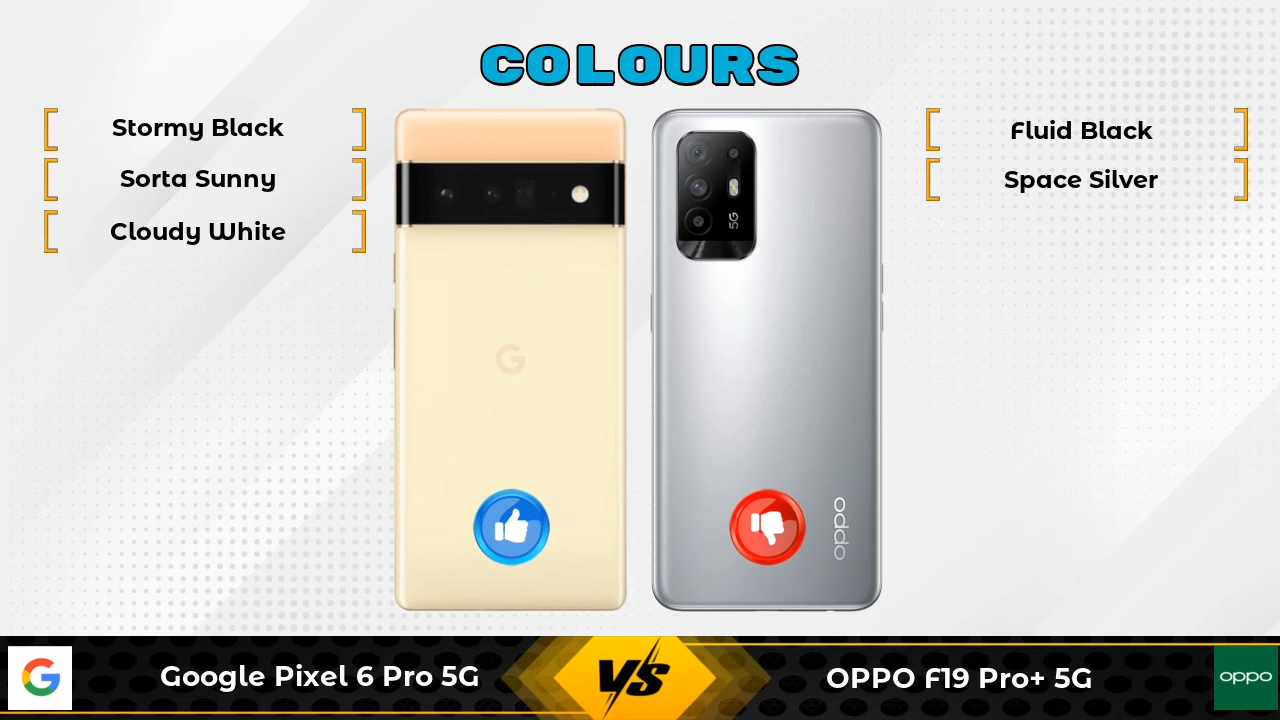 COLOURS
Stormy Black
Sorta Sunny
Cloudy White
Fluid Black
Space Silver
G
5G
oppo
G
Google Pixel 6 Pro 5G
VS
OPPO F19 Pro+ 5G
oppo